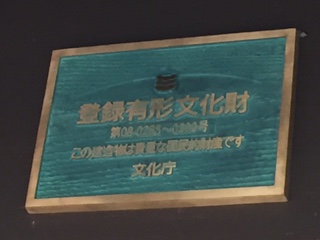 登録有形文化財
この建造物は貴重な国民的財産です
文化庁